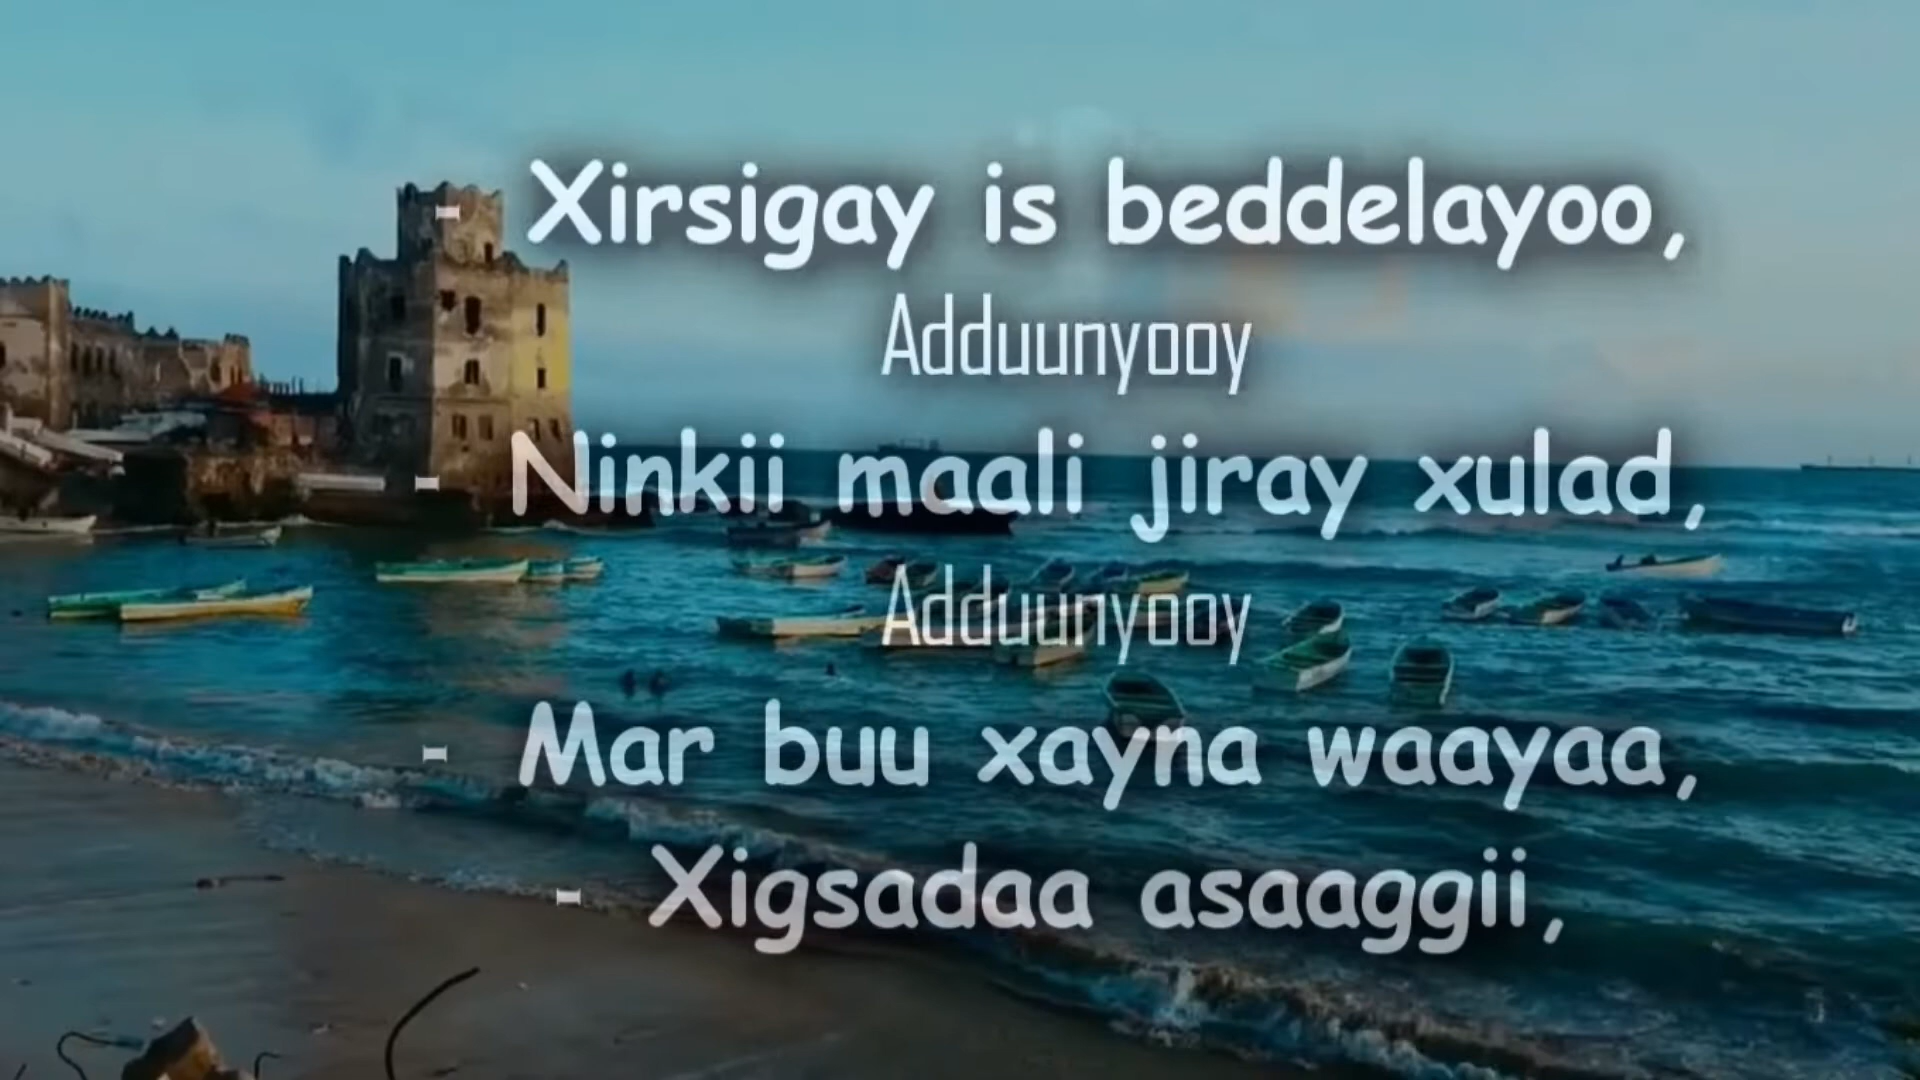 - Xirsigay is beddelayoo,
Adduunyooy
- Ninkii maali jiray xulad,
Adduunyooy
- Mar buu xayna waayaa,
- Xigsadaa asaaggii,